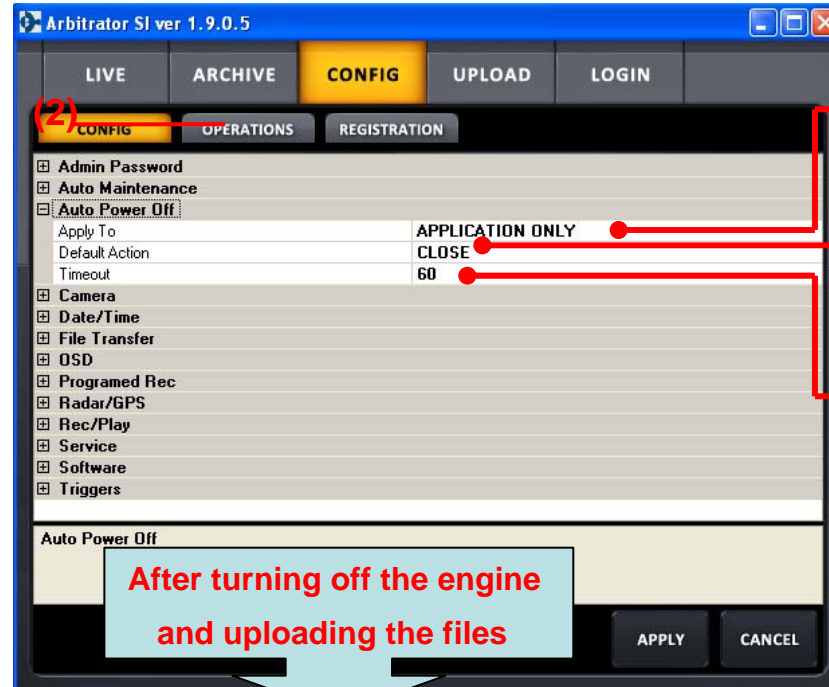 Arbitrator SI ver 1.9.0.5
LIVE ARCHIVE CONFIG UPLOAD LOGIN
(2)
CONFIG OPERATIONS REGISTRATION
Admin Password
Auto Maintenance
Auto Power Off
Apply To APPLICATION ONLY
Default Action CLOSE
Timeout 60
Camera
Date/Time
File Transfer
OSD
Programed Rec
Radar/GPS
Rec/Play
Service
Software
Triggers
Auto Power Off
After turning off the engine
and uploading the files
APPLY CANCEL